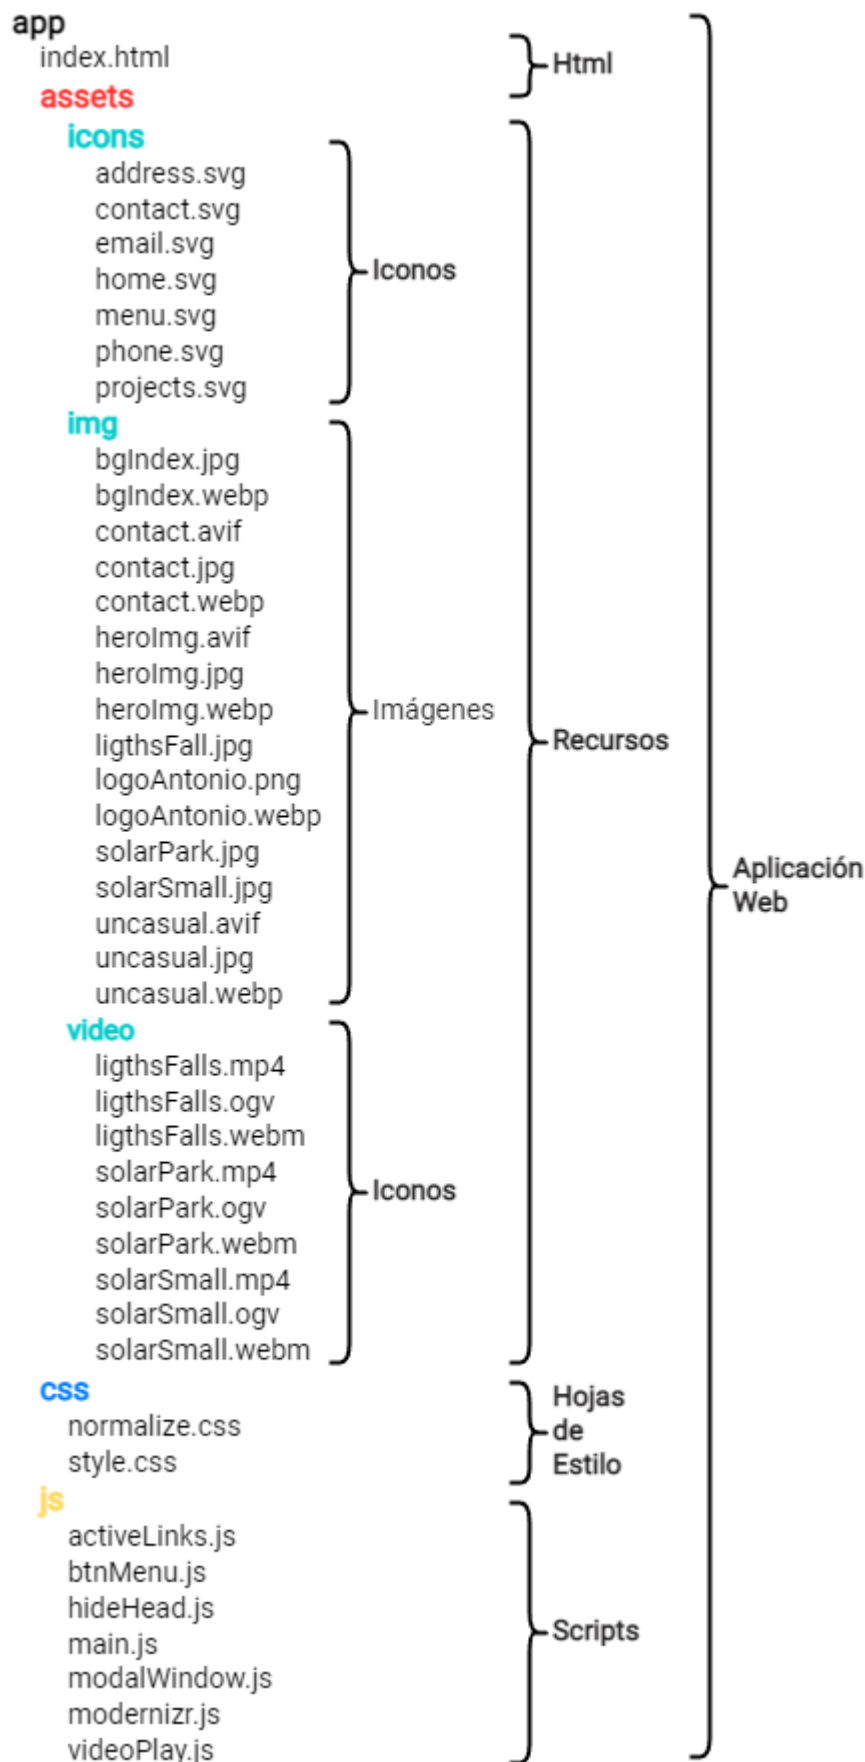 app
index.html
Html
assets
icons
address.svg
contact.svg
email.svg
home.svg
menu.svg
phone.svg
projects.svg
Iconos
img
bgIndex.jpg
bgIndex.webp
contact.avif
contact.jpg
contact.webp
heroImg.avif
heroImg.jpg
heroImg.webp
ligthsFall.jpg
logoAntonio.png
logoAntonio.webp
solarPark.jpg
solarSmall.jpg
uncasual.avif
uncasual.jpg
uncasual.webp
Imágenes
video
ligthsFalls.mp4
ligthsFalls.ogv
ligthsFalls.webm
solarPark.mp4
solarPark.ogv
solarPark.webm
solarSmall.mp4
solarSmall.ogv
solarSmall.webm
Iconos
Recursos
css
normalize.css
style.css
Hojas
de
Estilo
js
activeLinks.js
btnMenu.js
hideHead.js
main.js
modalWindow.js
modernizr.js
videoPlay.js
Scripts
Aplicación
Web